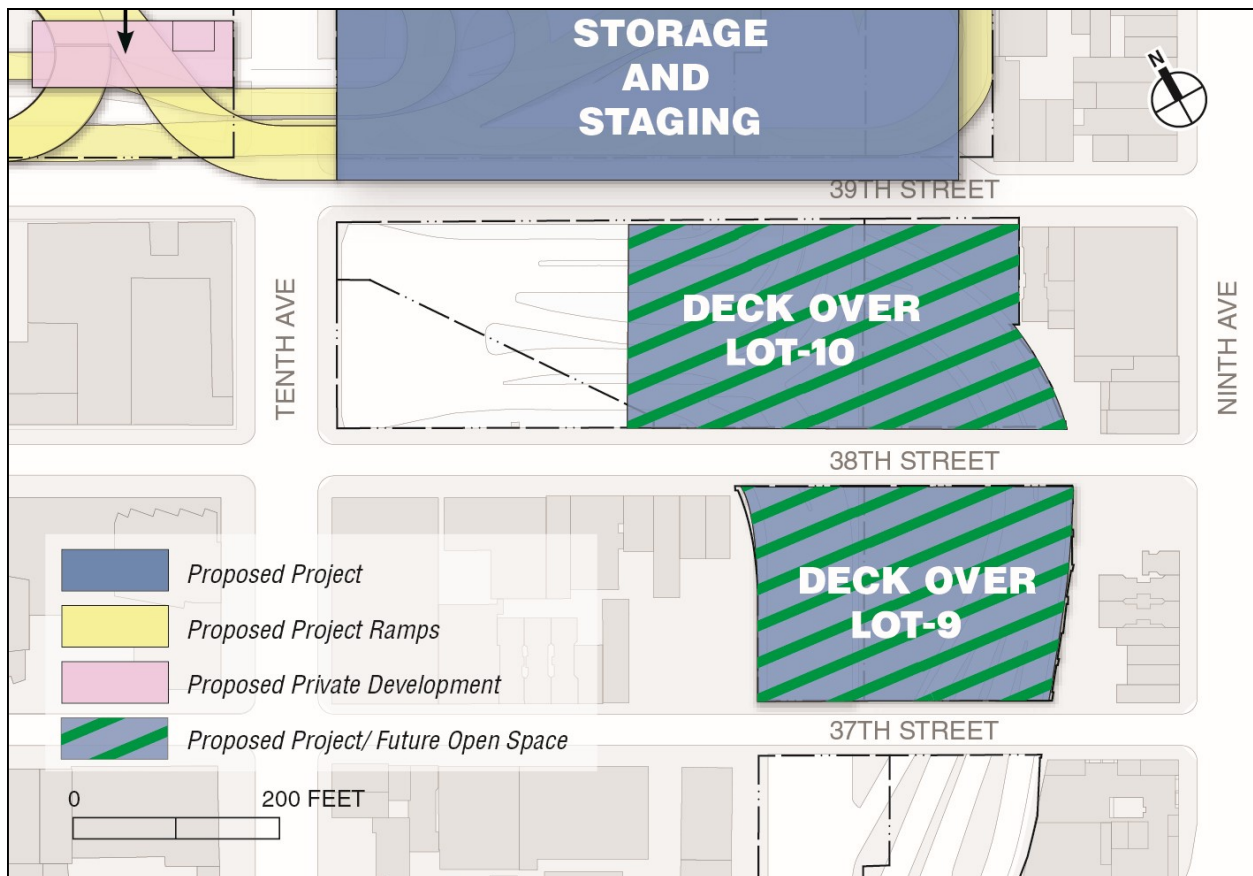 STORAGE
AND
STAGING
N
39TH STREET
TENTH AVE
DECK OVER
LOT-10
NINTH AVE
38TH STREET
DECK OVER
LOT-9
Proposed Project
Proposed Project Ramps
Proposed Private Development
Proposed Project/ Future Open Space
37TH STREET
0 200 FEET